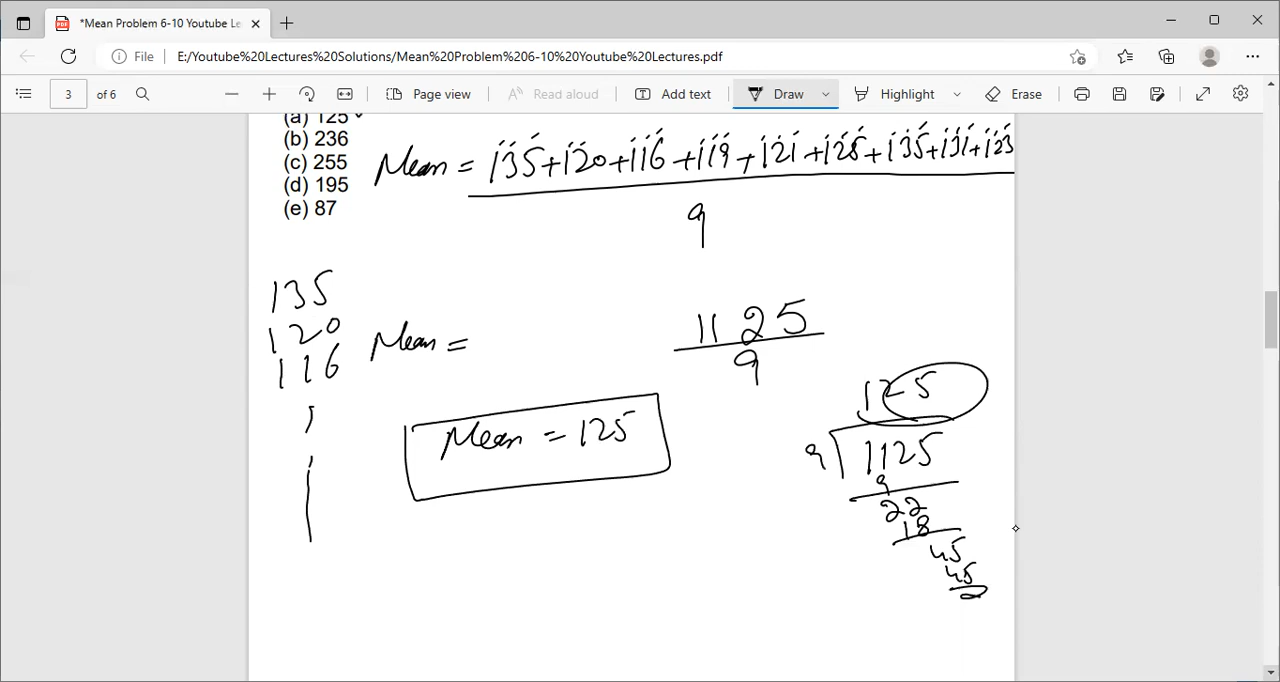 *Mean Problem 6-10 Youtube Le
File E:/Youtube%20Lectures%20Solutions/Mean%20Problem%206-10%20Youtube%20Lectures.pdf
3 of 6 Page view Read aloud Add text Draw Highlight Erase
(a) 125
(b) 236
(c) 255
(d) 195
(e) 87
Mean = 135+120+116+119+121+125+135+131+123
9
135
120
116
Mean = 1125
9
Mean = 125
125
9 1125
9
22
18
45
45